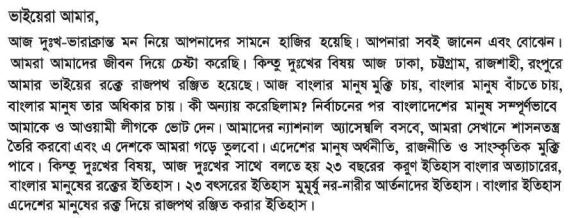 ভাইয়েরা আমার,
আজ দুঃখ-ভারাক্রান্ত মন নিয়ে আপনাদের সামনে হাজির হয়েছি। আপনারা সবই জানেন এবং বোঝেন।
আমরা আমাদের জীবন দিয়ে চেষ্টা করেছি। কিন্তু দুঃখের বিষয় আজ ঢাকা, চট্টগ্রাম, রাজশাহী, রংপুরে
আমার ভাইয়ের রক্তে রাজপথ রঞ্জিত হয়েছে। আজ বাংলার মানুষ মুক্তি চায়, বাংলার মানুষ বাঁচতে চায়,
বাংলার মানুষ তার অধিকার চায়। কী অন্যায় করেছিলাম? নির্বাচনের পর বাংলাদেশের মানুষ সম্পূর্ণভাবে
আমাকে ও আওয়ামী লীগকে ভোট দেন। আমাদের ন্যাশনাল অ্যাসেম্বলি বসবে, আমরা সেখানে শাসনতন্ত্র
তৈরি করবো এবং এ দেশকে আমরা গড়ে তুলবো। এদেশের মানুষ অর্থনীতি, রাজনীতি ও সাংস্কৃতিক মুক্তি
পাবে। কিন্তু দুঃখের বিষয়, আজ দুঃখের সাথে বলতে হয় ২৩ বছরের করুণ ইতিহাস বাংলার অত্যাচারের,
বাংলার মানুষের রক্তের ইতিহাস। ২৩ বৎসরের ইতিহাস মুমূর্ষু নর-নারীর আর্তনাদের ইতিহাস। বাংলার ইতিহাস
এদেশের মানুষের রক্ত দিয়ে রাজপথ রঞ্জিত করার ইতিহাস।